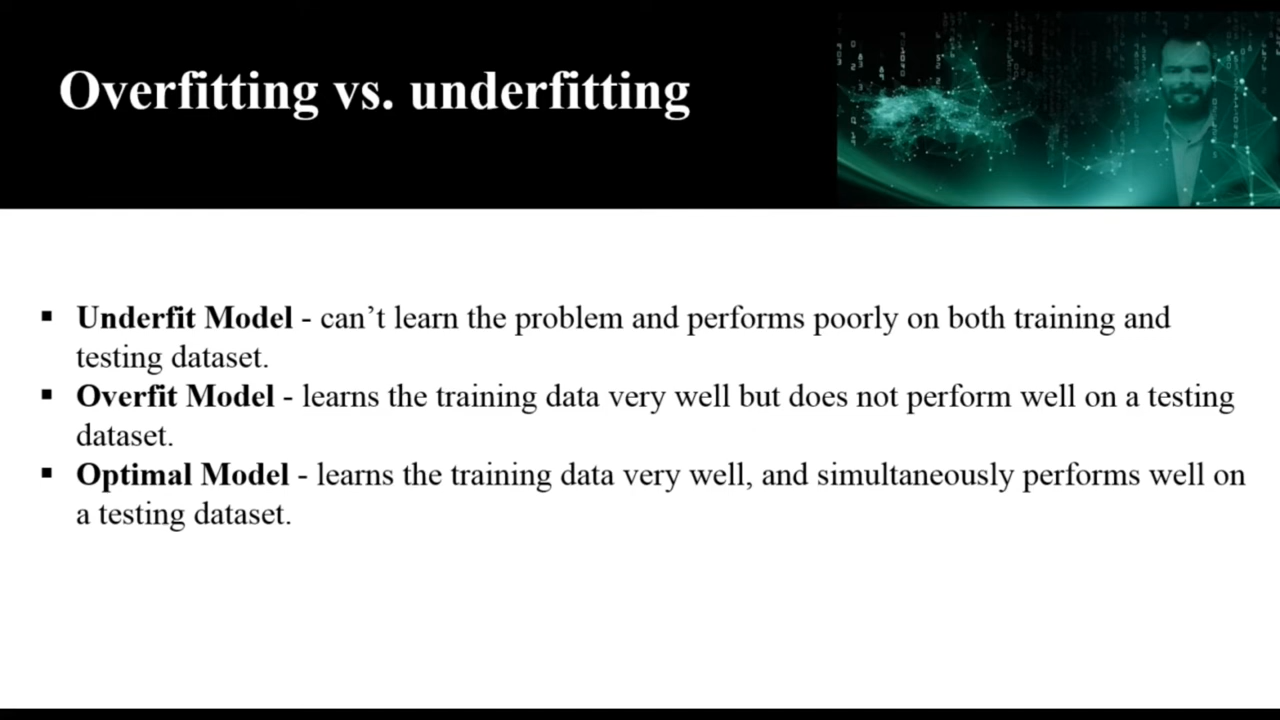 Overfitting vs. underfitting
▪ Underfit Model - can’t learn the problem and performs poorly on both training and
testing dataset.
▪ Overfit Model - learns the training data very well but does not perform well on a testing
dataset.
▪ Optimal Model - learns the training data very well, and simultaneously performs well on
a testing dataset.